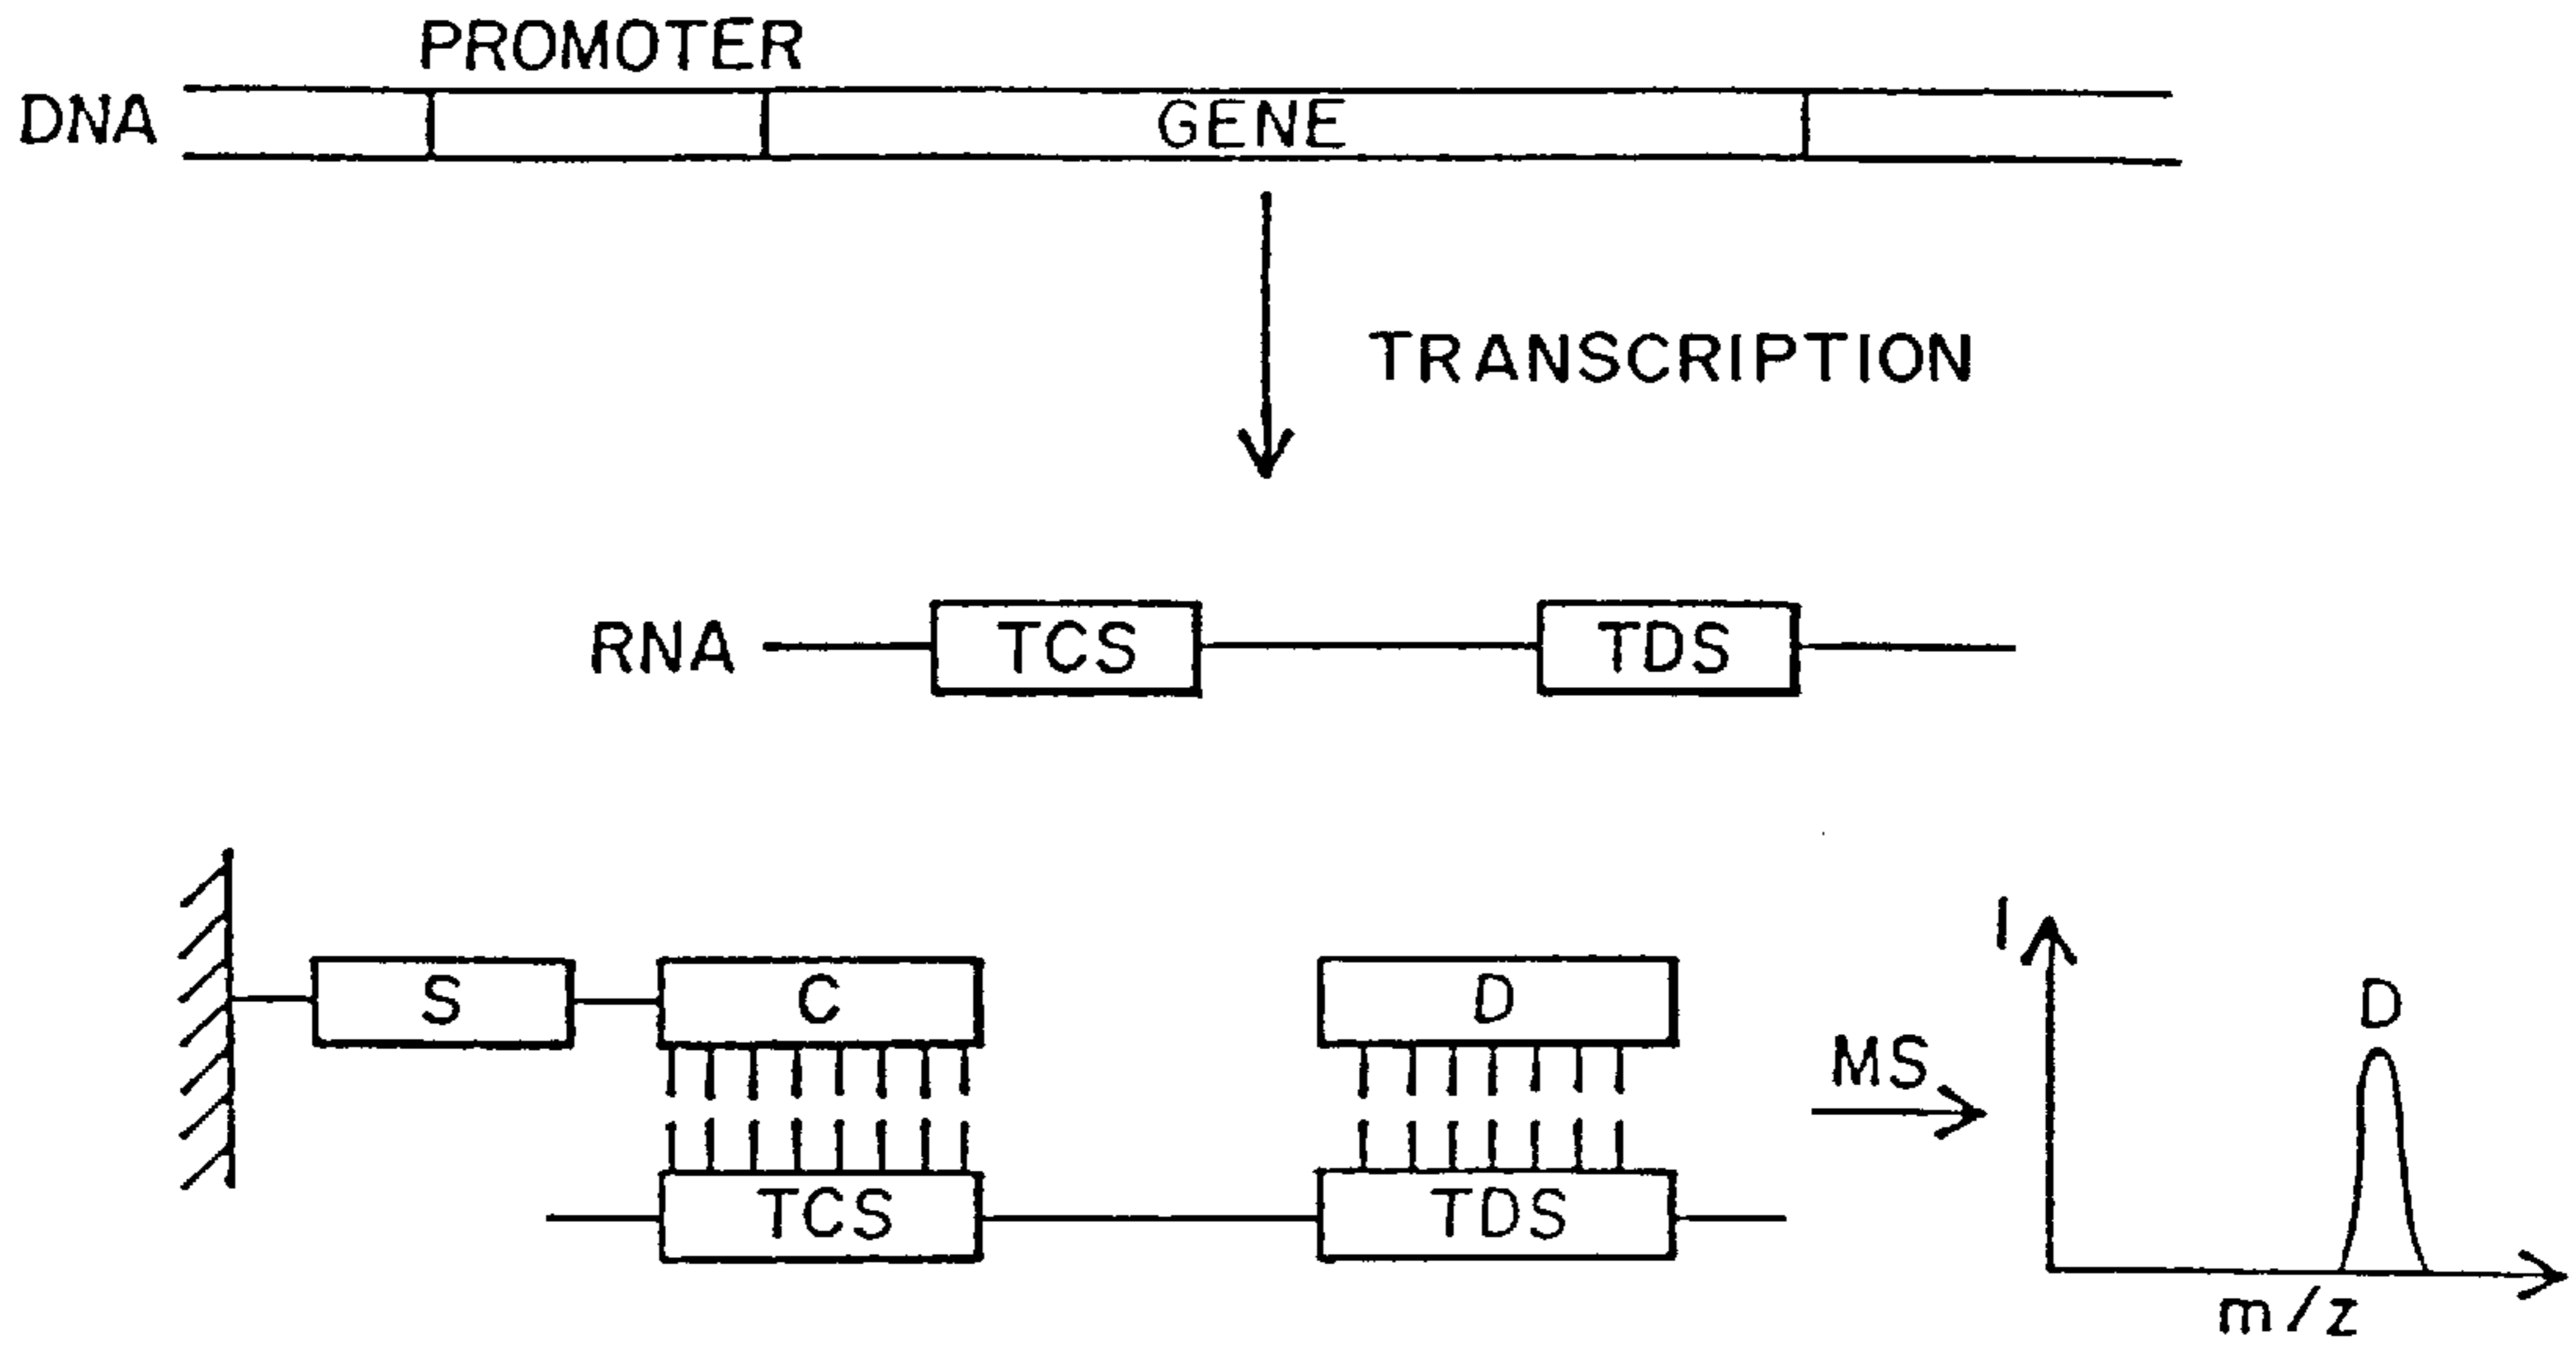 PROMOTER
DNA
GENE
TRANSCRIPTION
RNA
TCS
TDS
S
C
D
MS
TCS
TDS
I
D
m/z